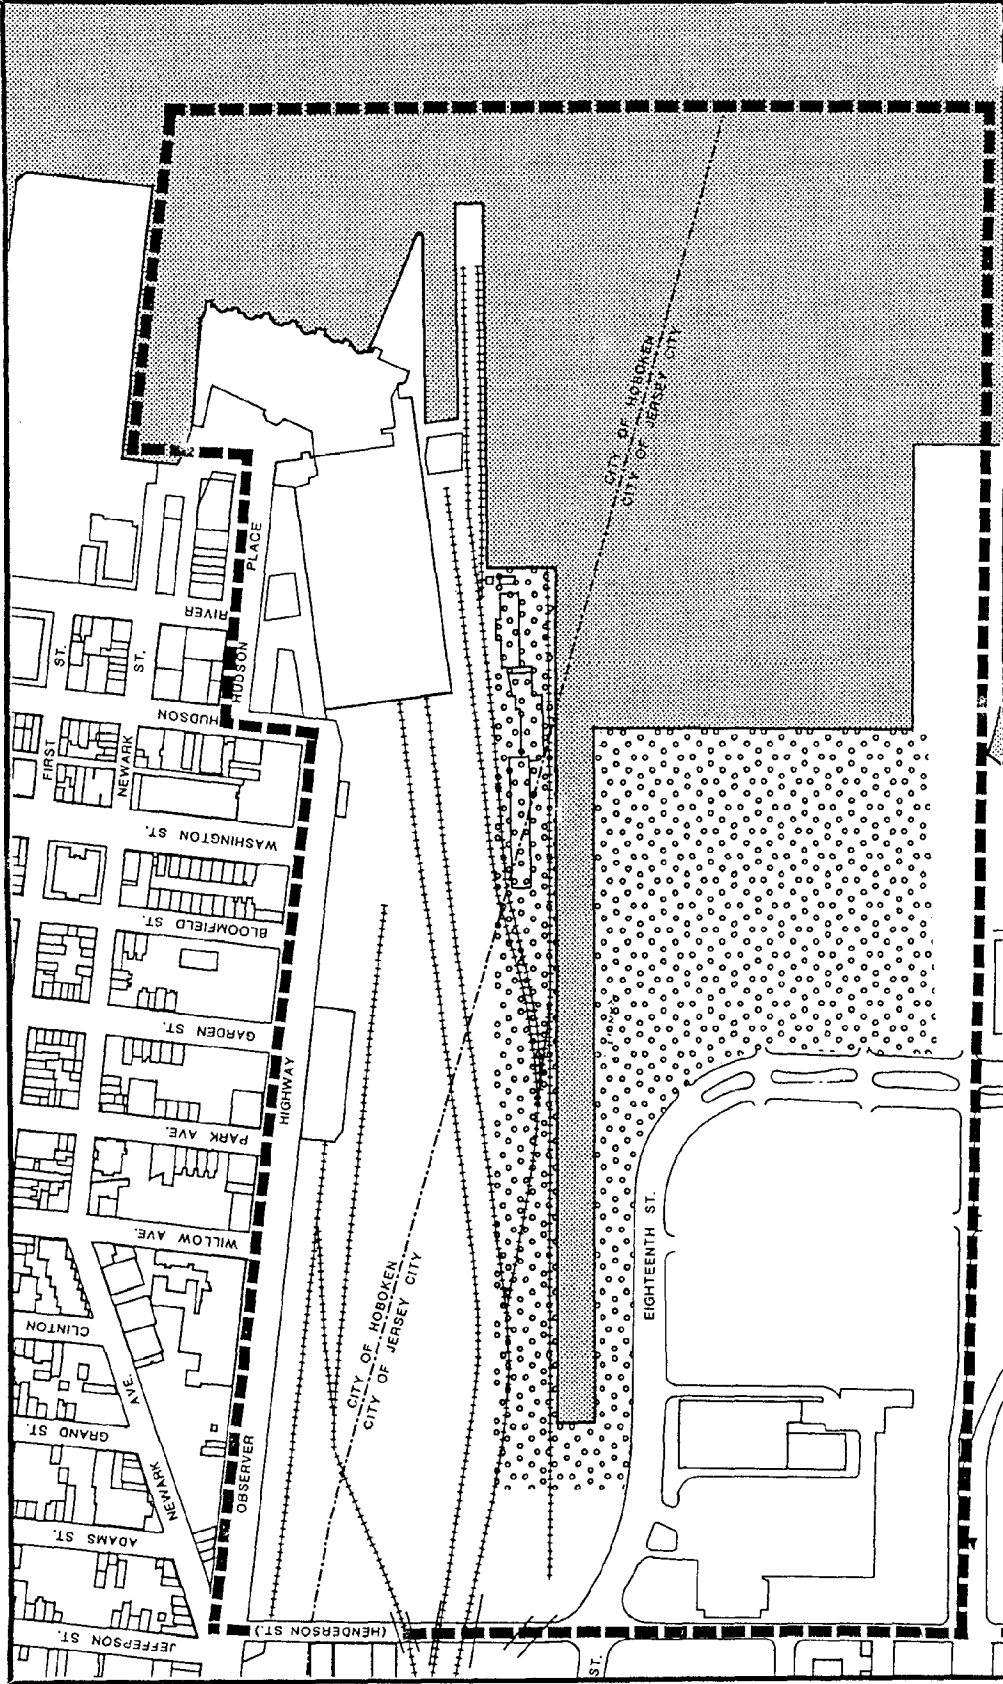 CITY OF HOBOKEN
CITY OF JERSEY CITY
PLACE
RIVER
HUDSON
ST.
ST.
HUDSON
FIRST
NEWARK
WASHINGTON ST.
BLOOMFIELD ST.
GARDEN ST.
HIGHWAY
PARK AVE.
WILLOW AVE.
EIGHTEENTH ST.
CITY OF HOBOKEN
CITY OF JERSEY CITY
CLINTON
AVE.
GRAND ST.
NEWARK
OBSERVER
ADAMS ST.
JEFFERSON ST.
(HENDERSON ST.)
ST.